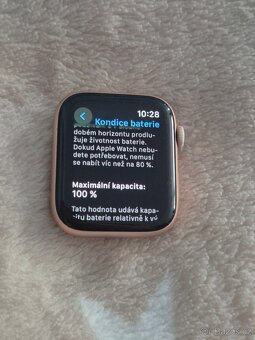 10:28
Kondice baterie
dobém horizontu prodlu-
žuje životnost baterie.
Dokud Apple Watch nebu-
dete potřebovat, nemusí
se nabít víc než na 80 %.
Maximální kapacita:
100 %
Tato hodnota udává kapa-
citu baterie relativně k